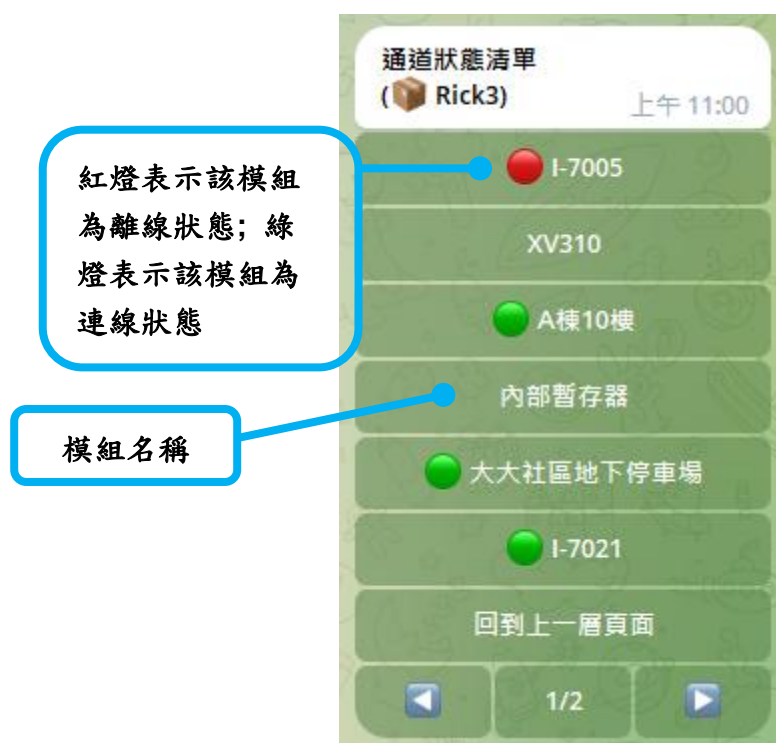 通道狀態清單
(📦 Rick3)
上午 11:00
紅燈表示該模組
為離線狀態；綠
燈表示該模組為
連線狀態
模組名稱
I-7005
XV310
A棟10樓
內部暫存器
大大社區地下停車場
I-7021
回到上一層頁面
1/2